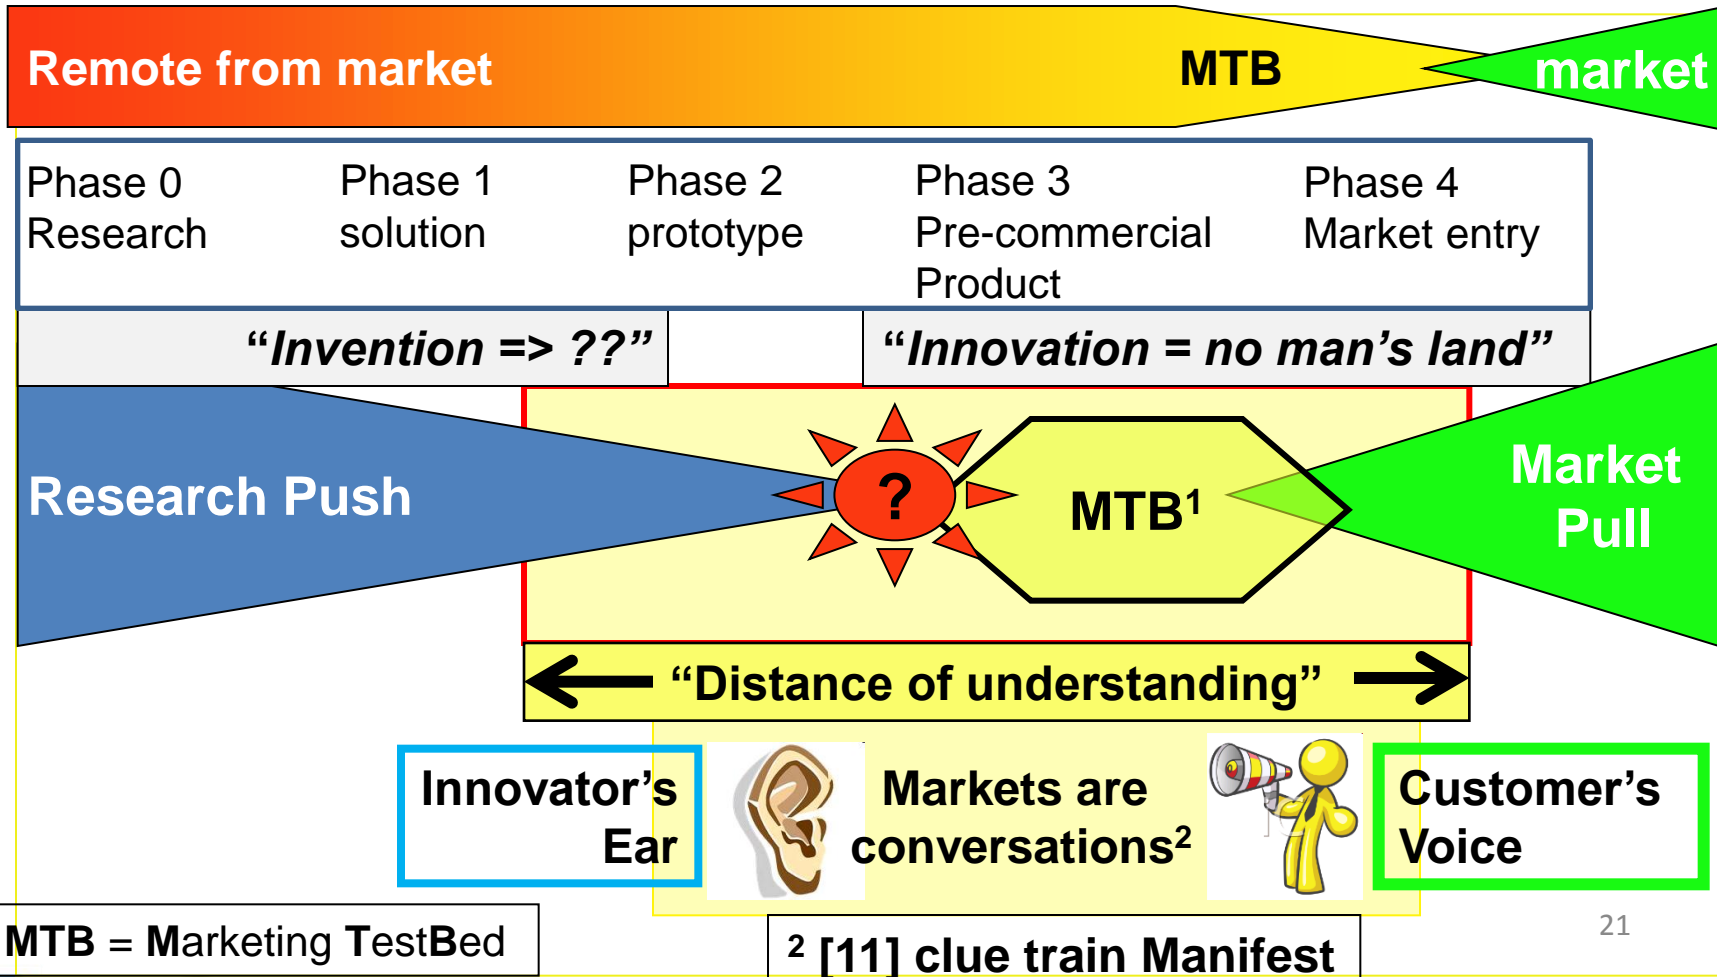 Remote from market
MTB
market
Phase 0
Research
Phase 1
solution
Phase 2
prototype
Phase 3
Pre-commercial
Product
Phase 4
Market entry
“Invention => ??”
“Innovation = no man’s land”
Research Push
?
MTB¹
Market
Pull
“Distance of understanding”
Innovator’s
Ear
Markets are
conversations²
Customer’s
Voice
MTB = Marketing TestBed
² [11] clue train Manifest
21